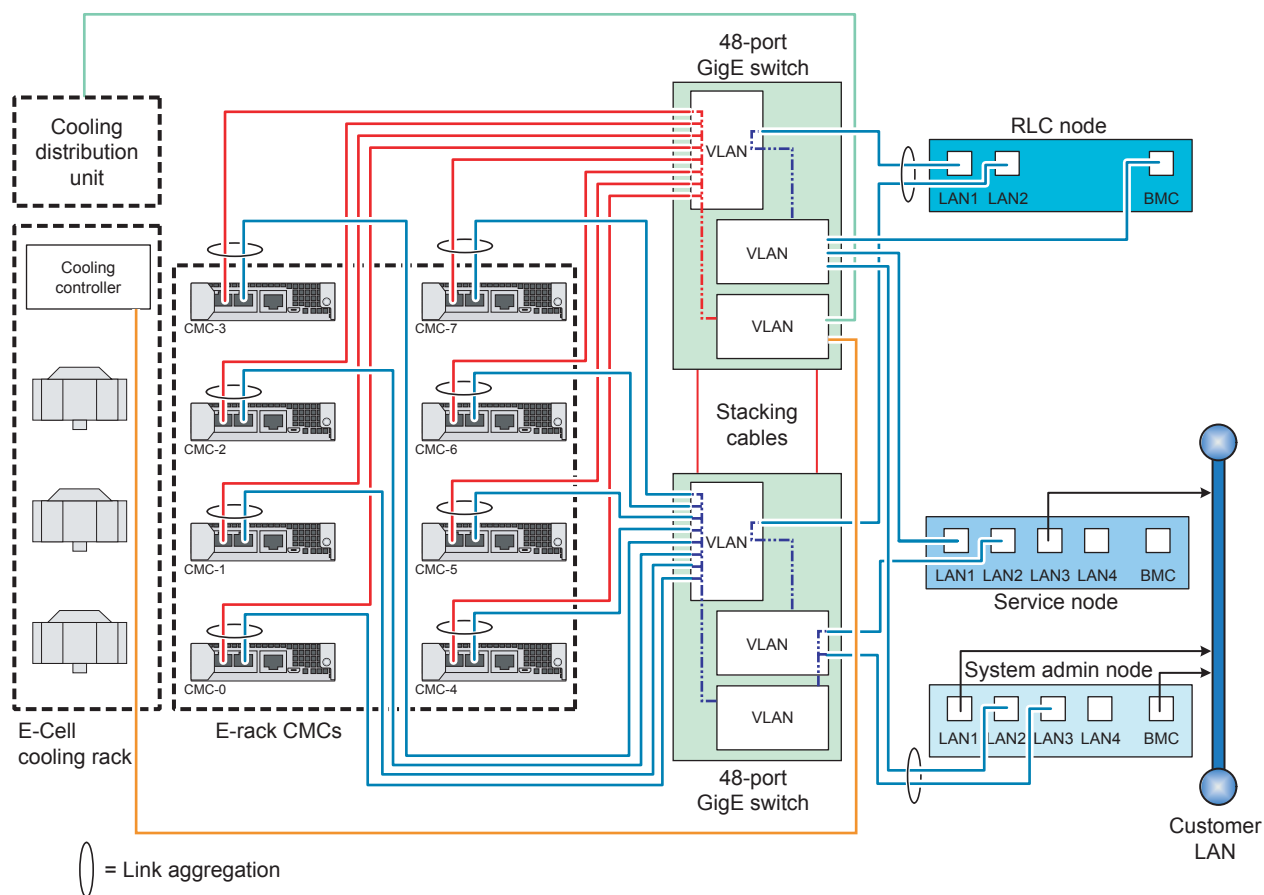 48-port
GigE switch
Cooling
distribution
unit
RLC node
VLAN
LAN1
LAN2
BMC
VLAN
Cooling
controller
VLAN
CMC-3
CMC-7
Stacking
cables
CMC-2
CMC-6
VLAN
CMC-1
CMC-5
LAN1
LAN2
LAN3
LAN4
BMC
Service node
VLAN
System admin node
CMC-0
CMC-4
VLAN
E-Cell
cooling rack
E-rack CMCs
LAN1
LAN2
LAN3
LAN4
BMC
48-port
GigE switch
Customer
LAN
= Link aggregation